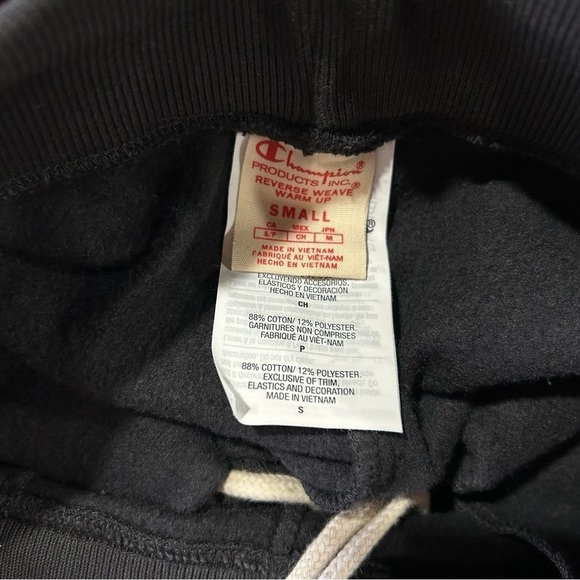 Champion®
PRODUCTS INC.
REVERSE WEAVE®
WARM UP
SMALL
CA MEX JPN
S/P CH M
MADE IN VIETNAM
FABRIQUÉ AU VIÊT-NAM
HECHO EN VIETNAM
®
EXCLUYENDO ACCESORIOS,
ELÁSTICOS Y DECORACIÓN
HECHO EN VIETNAM
CH
88% COTON/ 12% POLYESTER.
GARNITURES NON COMPRISES
FABRIQUÉ AU VIÊT-NAM
P
88% COTTON/ 12% POLYESTER.
EXCLUSIVE OF TRIM,
ELASTICS AND DECORATION
MADE IN VIETNAM
S